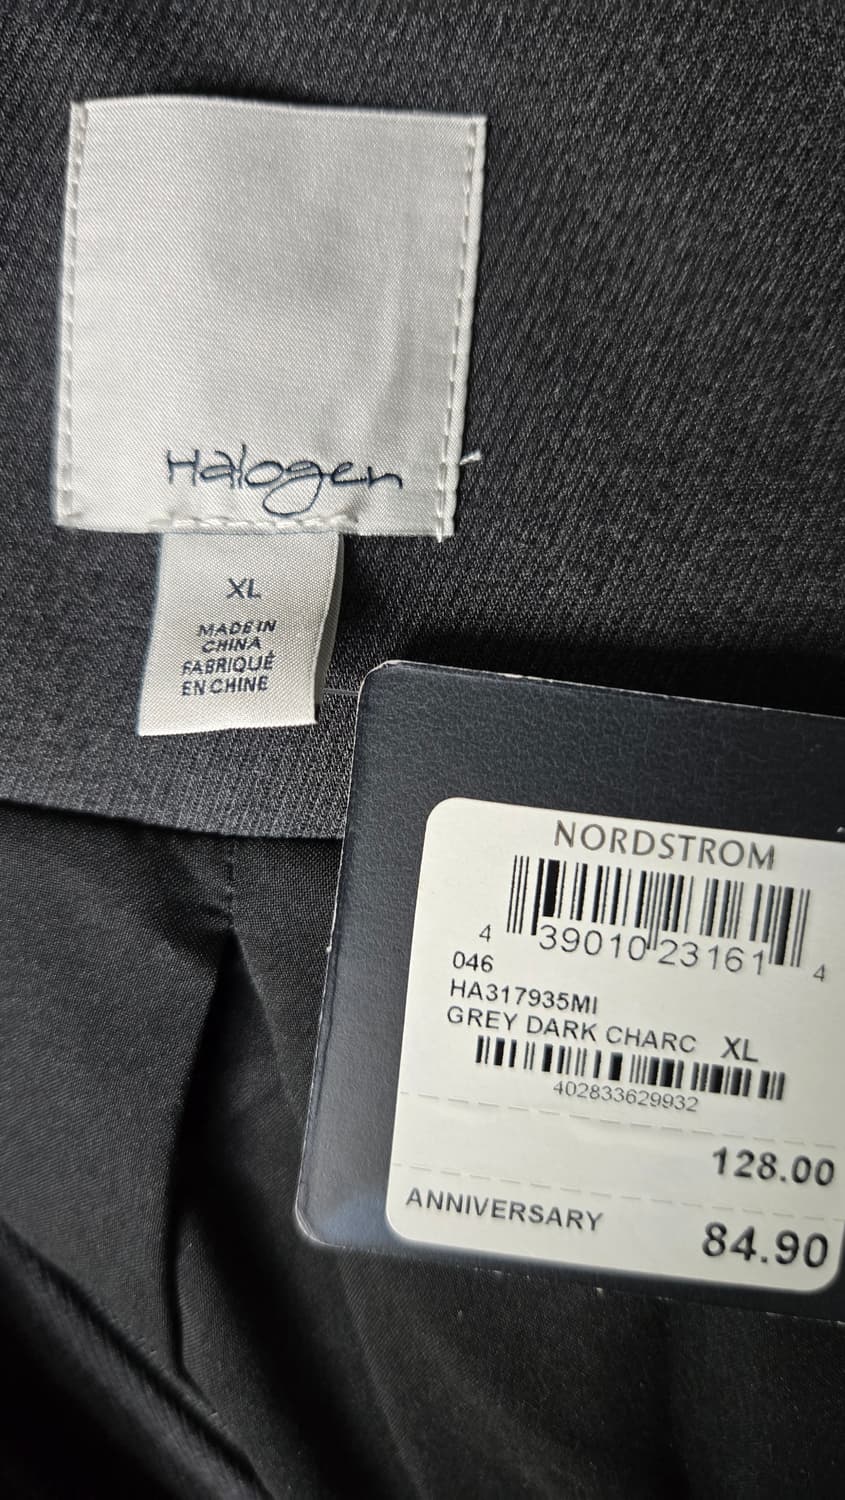 Halogen
XL
MADE IN
CHINA
FABRIQUÉ
EN CHINE
NORDSTROM
4 39010 23161 4
046
HA317935MI
GREY DARK CHARC XL
402833629932
128.00
ANNIVERSARY 84.90